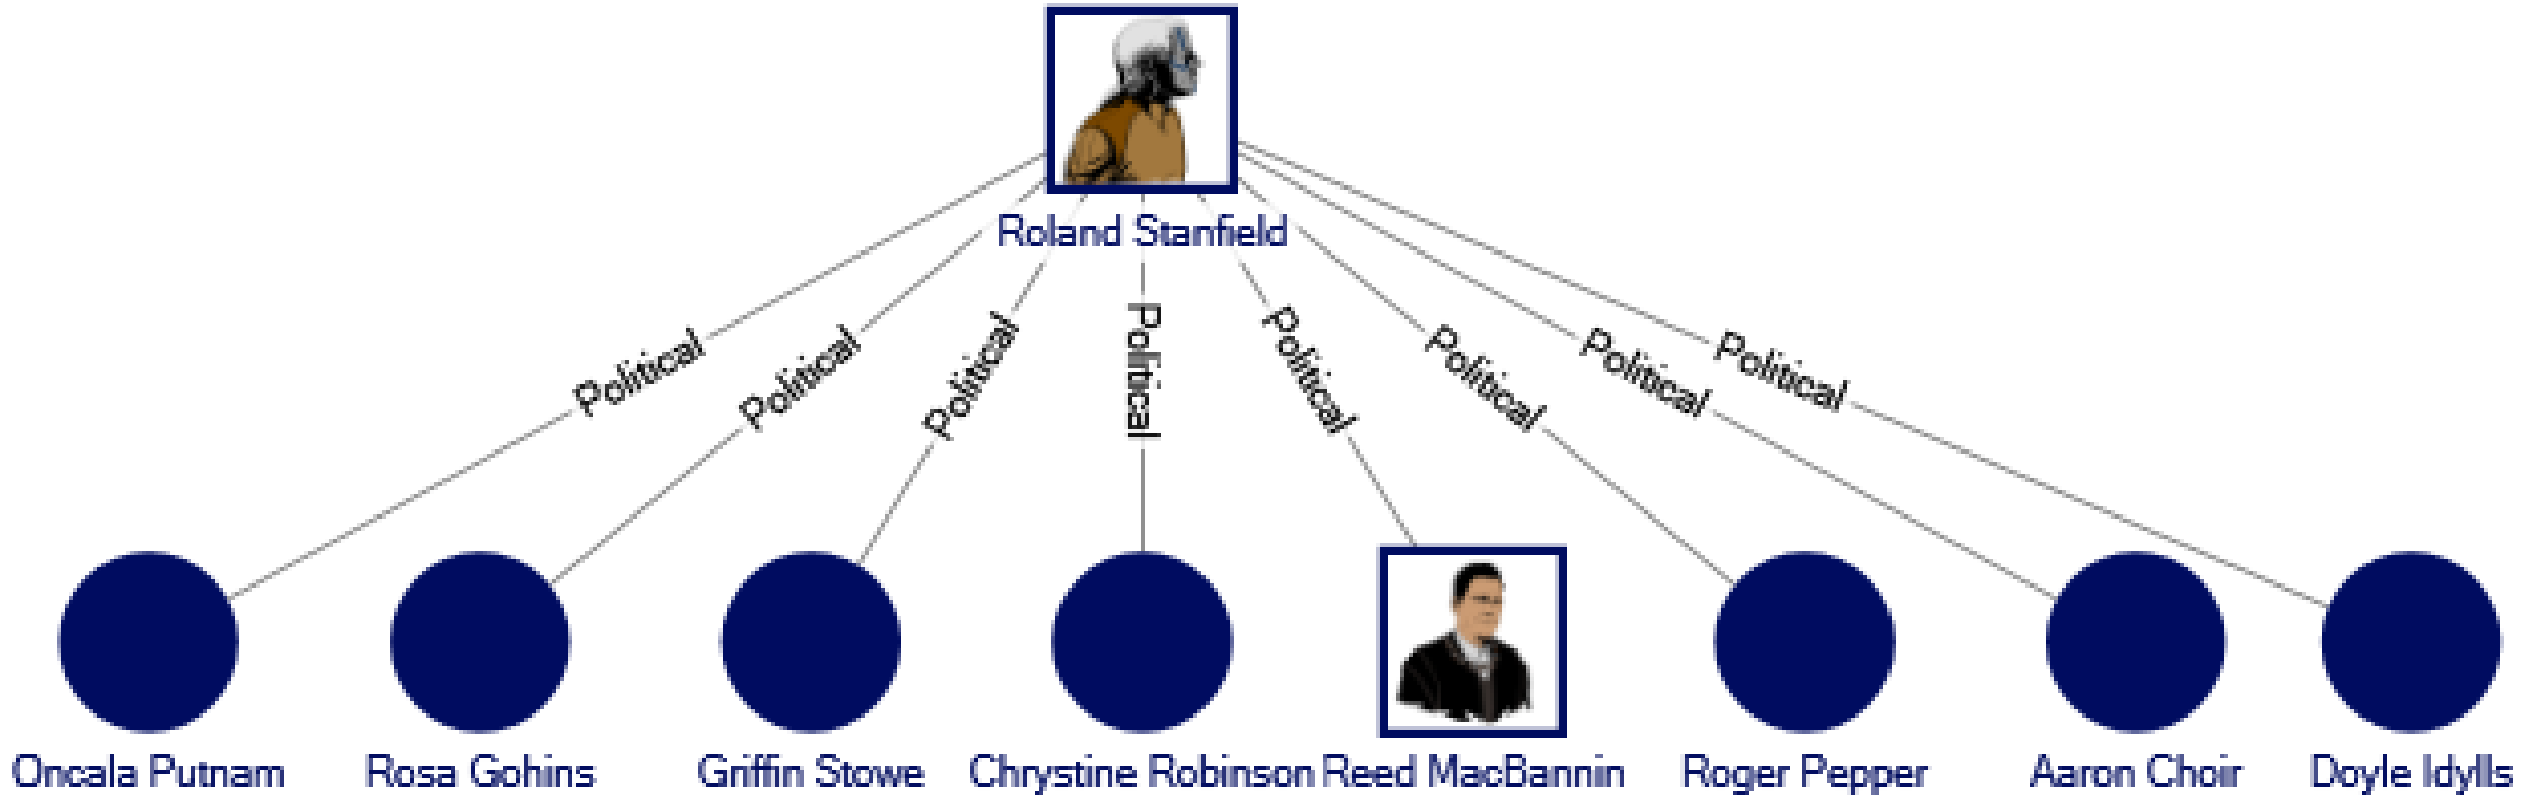 Roland Stanfield
Political
Political
Political
Political
Political
Political
Political
Political
Oncala Putnam
Rosa Gohins
Griffin Stowe
Chrystine Robinson
Reed MacBannin
Roger Pepper
Aaron Choir
Doyle Idylls